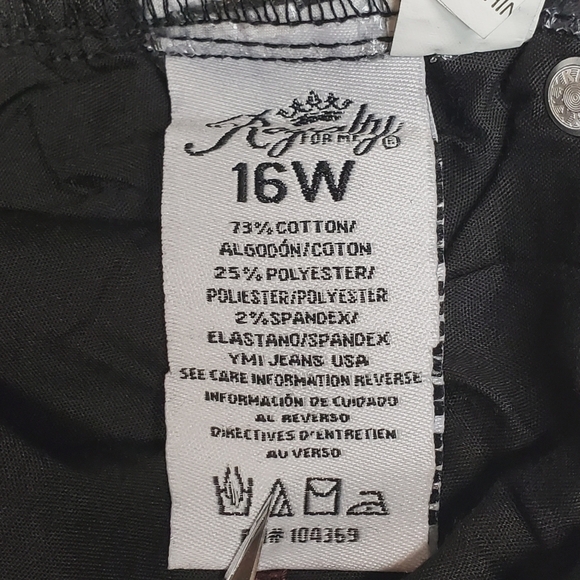 Royalty
FOR ME ®
16W
73% COTTON/
ALGODÓN/COTON
25% POLYESTER/
POLIESTER/POLYESTER
2% SPANDEX/
ELASTANO/SPANDEX
YMI JEANS USA
SEE CARE INFORMATION REVERSE
INFORMACIÓN DE CUIDADO
AL REVERSO
DIRECTIVES D'ENTRETIEN
AU VERSO
104369